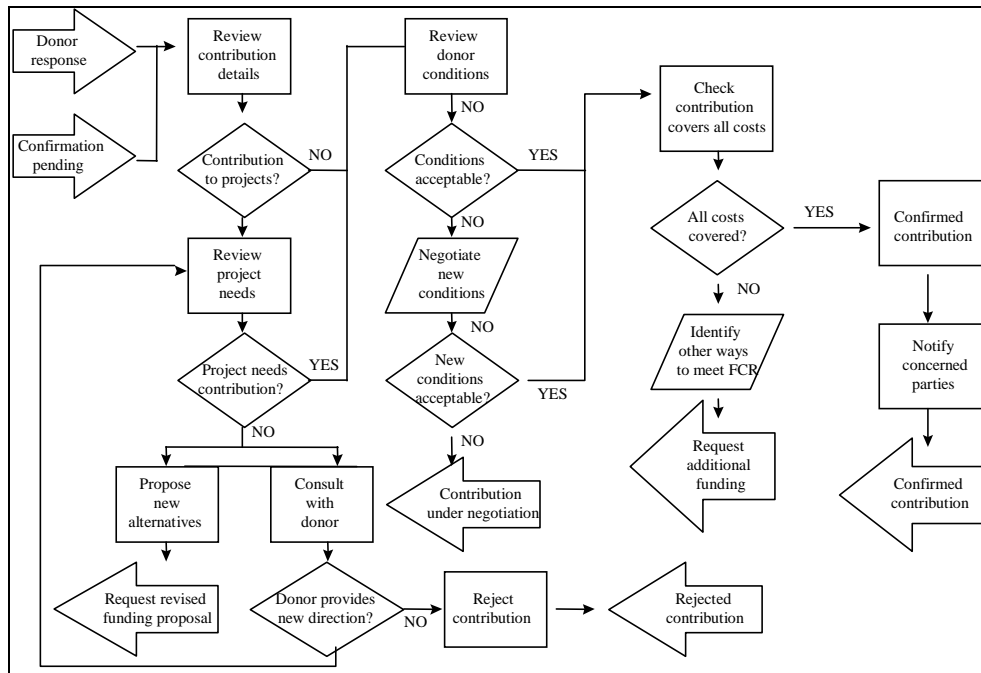 Donor
response
Confirmation
pending
Review
contribution
details
Contribution
to projects?
NO
Review
project
needs
Project needs
contribution?
YES
NO
Propose
new
alternatives
Consult
with
donor
Request revised
funding proposal
Donor provides
new direction?
NO
Reject
contribution
Rejected
contribution
Review
donor
conditions
NO
Conditions
acceptable?
YES
NO
Negotiate
new
conditions
NO
New
conditions
acceptable?
YES
NO
Contribution
under negotiation
Check
contribution
covers all costs
All costs
covered?
YES
NO
Identify
other ways
to meet FCR
Request
additional
funding
Confirmed
contribution
Notify
concerned
parties
Confirmed
contribution